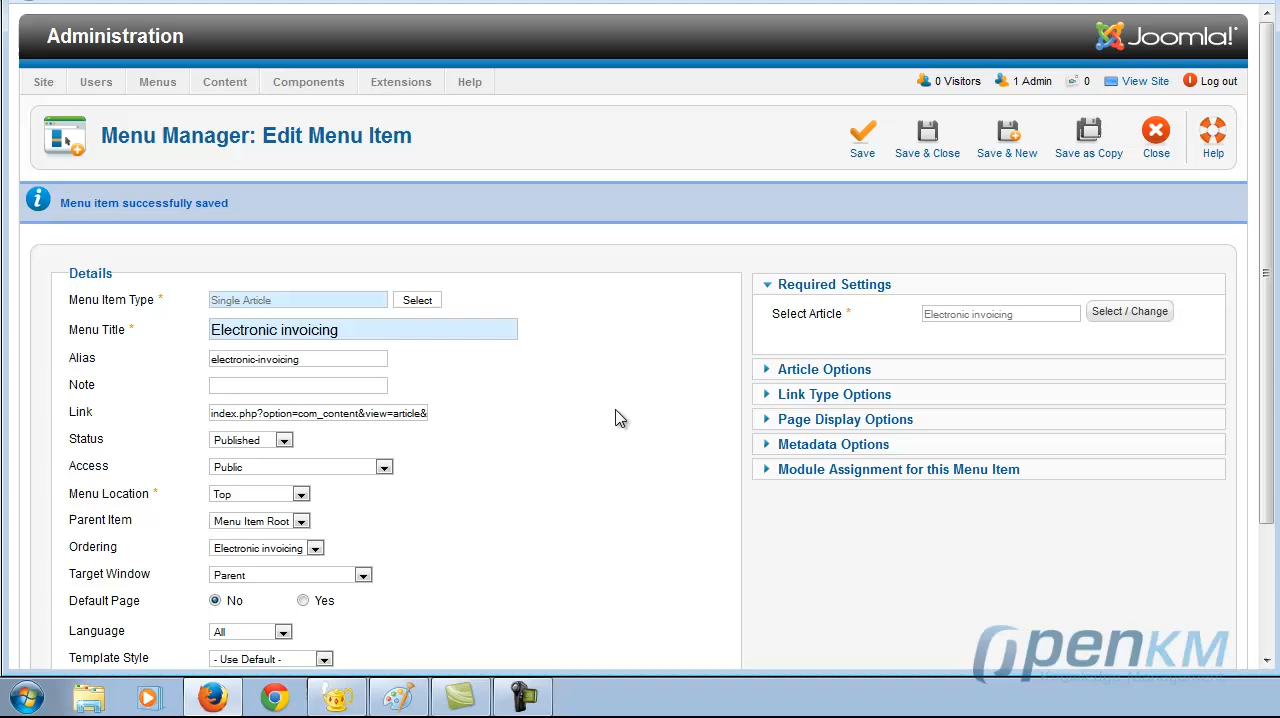 Administration
Joomla!
Site Users Menus Content Components Extensions Help
0 Visitors 1 Admin 0 View Site Log out
Menu Manager: Edit Menu Item
Save Save & Close Save & New Save as Copy Close Help
Menu item successfully saved
Details
Menu Item Type * Single Article Select
Menu Title * Electronic invoicing
Alias electronic-invoicing
Note
Link index.php?option=com_content&view=article&
Status Published
Access Public
Menu Location * Top
Parent Item Menu Item Root
Ordering Electronic invoicing
Target Window Parent
Default Page No Yes
Language All
Template Style - Use Default -
Required Settings
Select Article * Electronic invoicing Select / Change
Article Options
Link Type Options
Page Display Options
Metadata Options
Module Assignment for this Menu Item
OpenKM
Knowledge Management